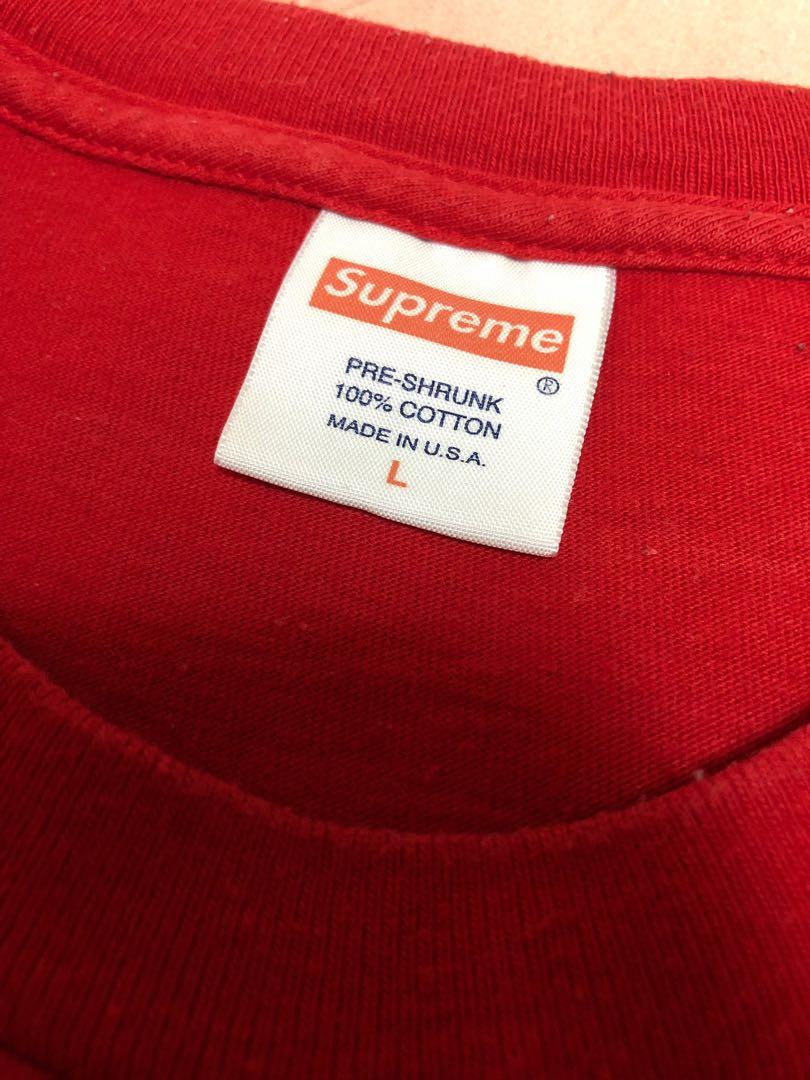 Supreme
®
PRE-SHRUNK
100% COTTON
MADE IN U.S.A.
L